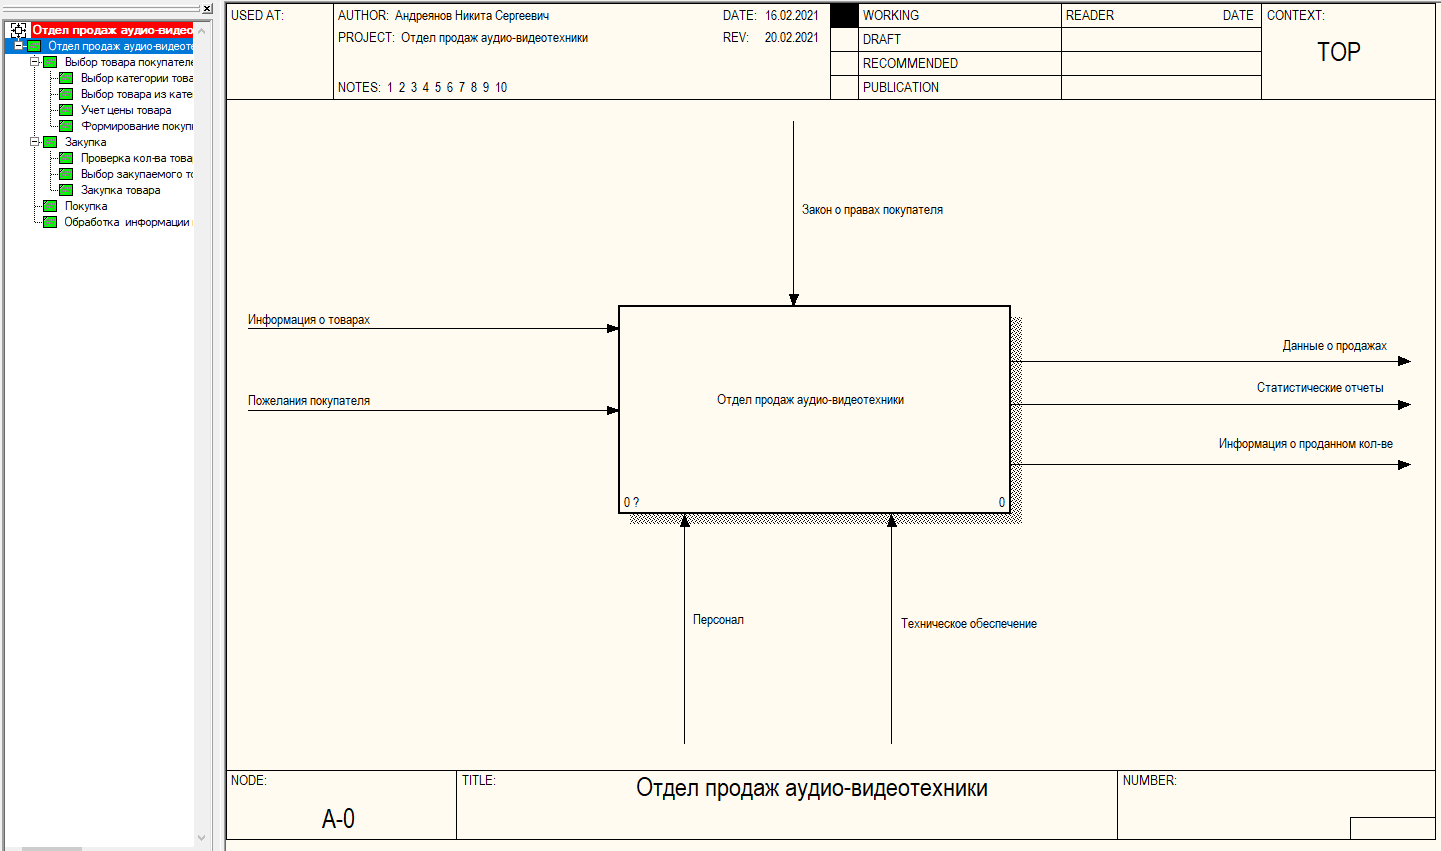 Отдел продаж аудио-видео
Отдел продаж аудио-видеоте
Выбор товара покупателе
Выбор категории това
Выбор товара из кате
Учет цены товара
Формирование покуп
Закупка
Проверка кол-ва това
Выбор закупаемого то
Закупка товара
Покупка
Обработка информации
USED AT:
AUTHOR: Андреянов Никита Сергеевич
DATE: 16.02.2021
PROJECT: Отдел продаж аудио-видеотехники
REV: 20.02.2021
NOTES: 1 2 3 4 5 6 7 8 9 10
WORKING
DRAFT
RECOMMENDED
PUBLICATION
READER DATE
CONTEXT:
TOP
Закон о правах покупателя
Информация о товарах
Пожелания покупателя
Отдел продаж аудио-видеотехники
0 ?
0
Данные о продажах
Статистические отчеты
Информация о проданном кол-ве
Персонал
Техническое обеспечение
NODE:
A-0
TITLE:
Отдел продаж аудио-видеотехники
NUMBER: